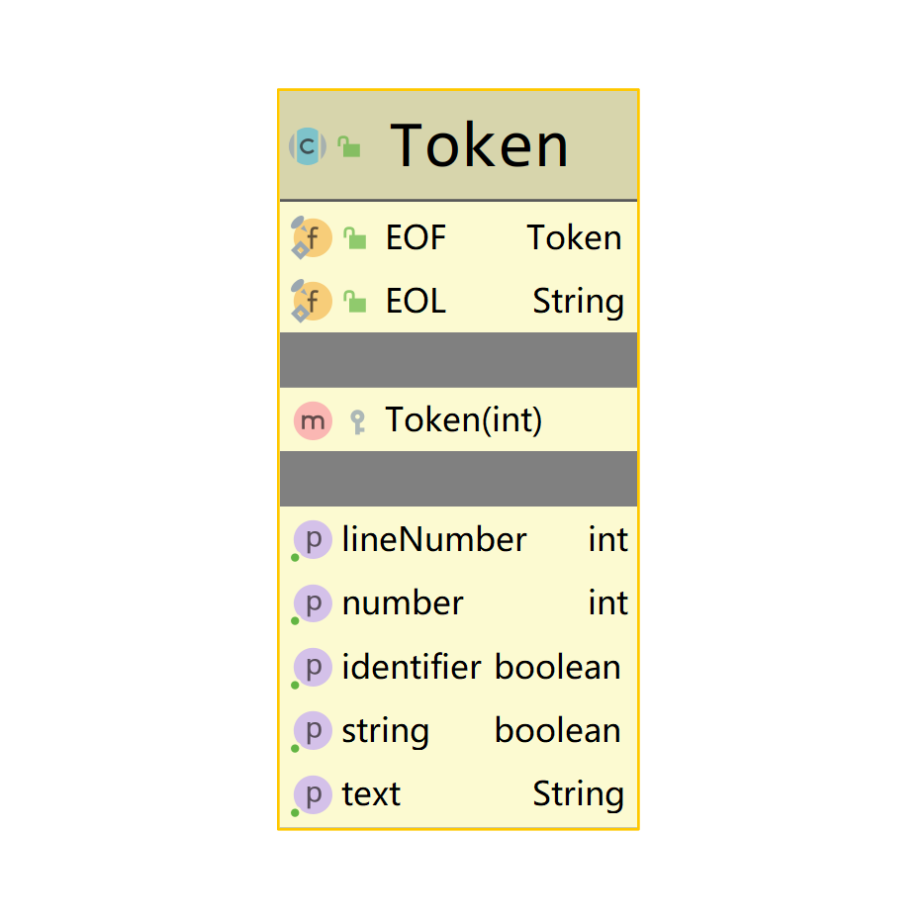 C Token
f EOF Token
f EOL String
m Token(int)
p lineNumber int
p number int
p identifier boolean
p string boolean
p text String